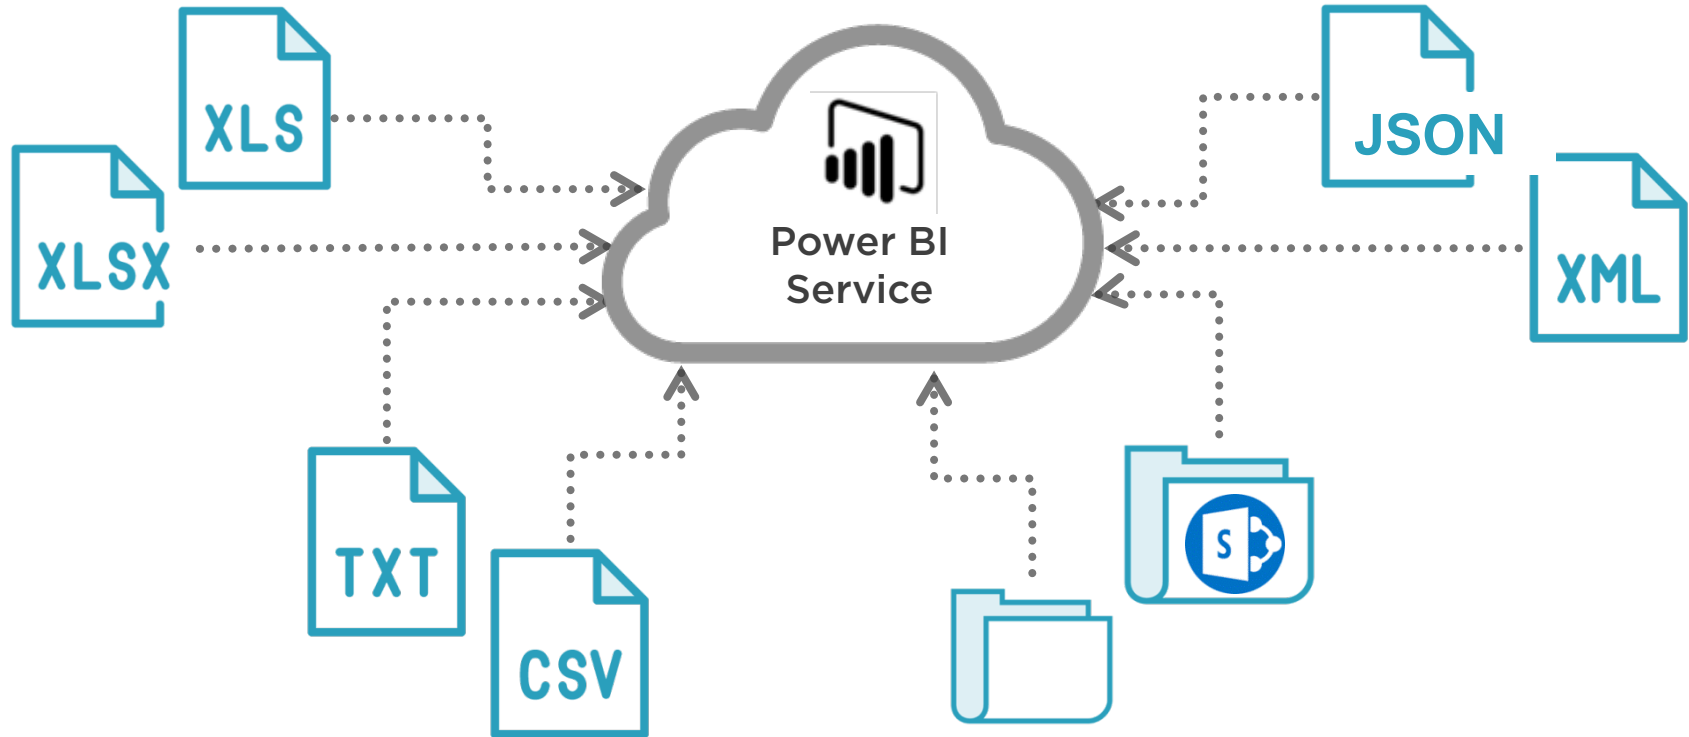 XLS
JSON
XLSX
Power BI
Service
XML
TXT
S
CSV